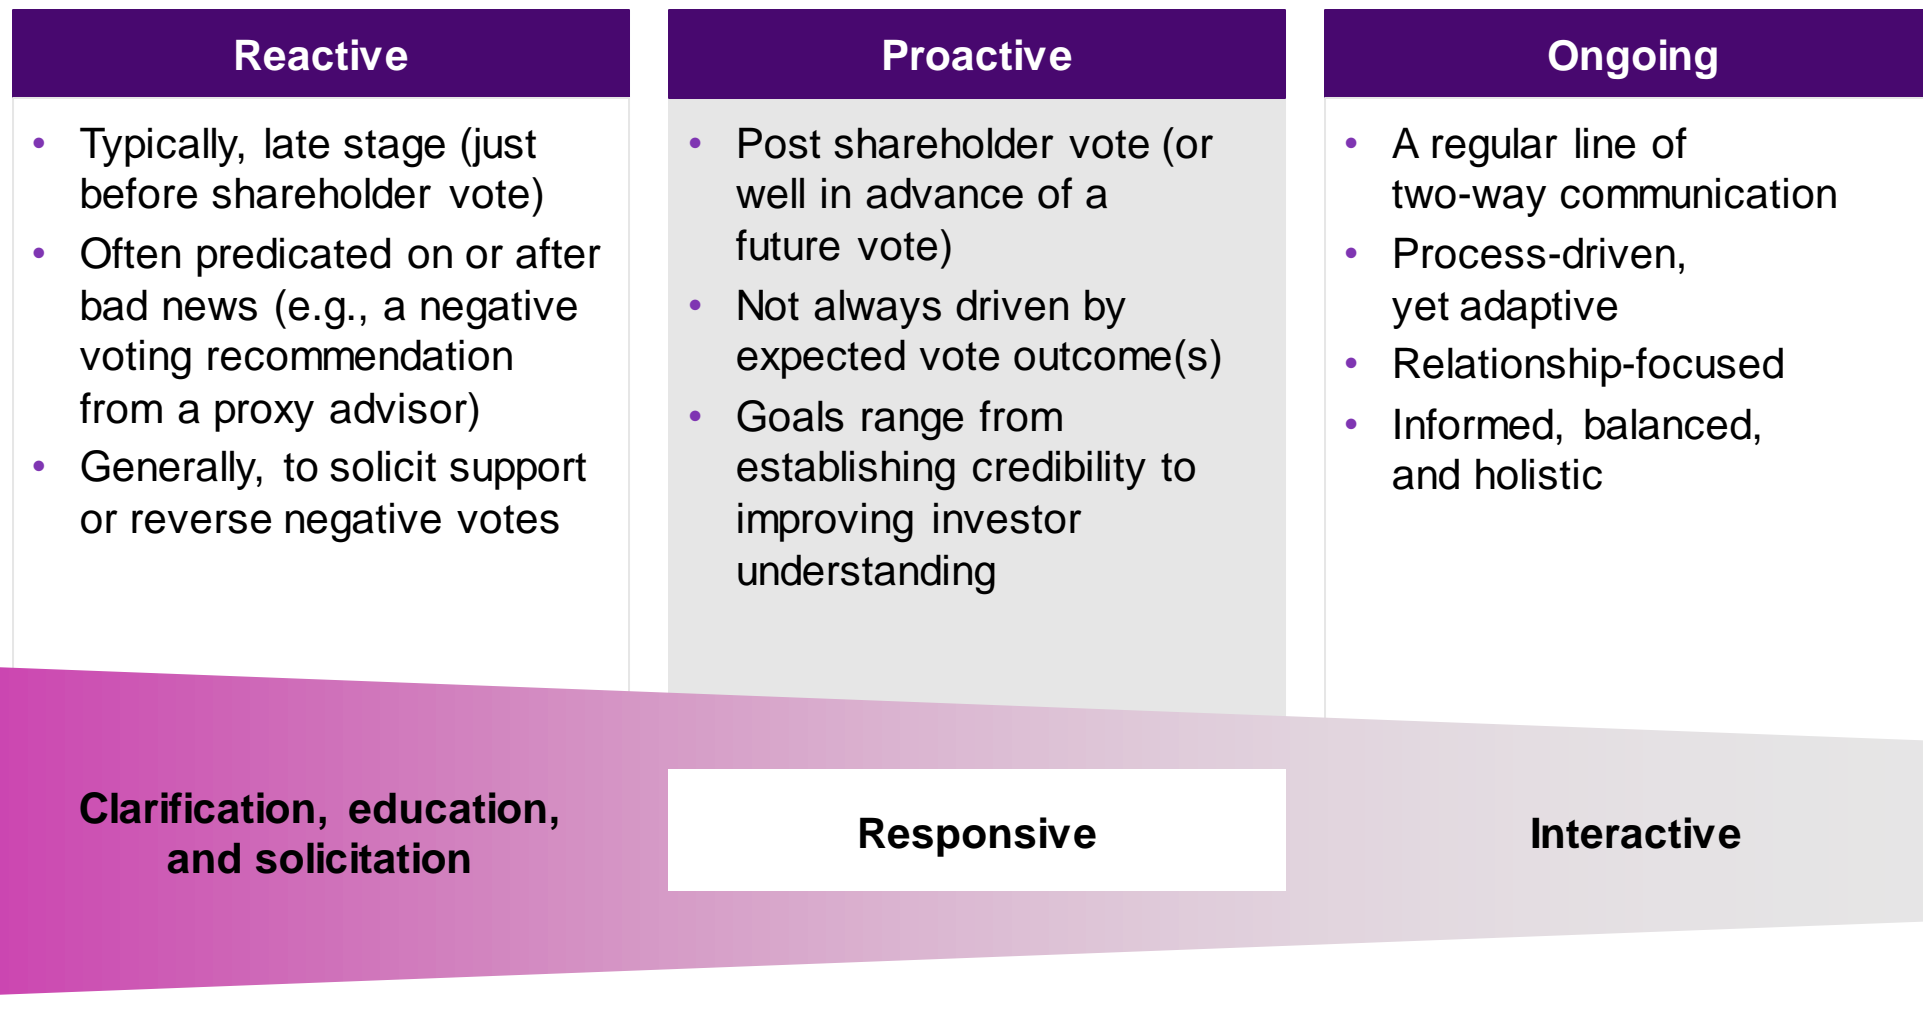 Reactive
Typically, late stage (just
before shareholder vote)
• Often predicated on or after
bad news (e.g., a negative
voting recommendation
from a proxy advisor)
• Generally, to solicit support
or reverse negative votes
Proactive
• Post shareholder vote (or
well in advance of a
future vote)
• Not always driven by
expected vote outcome(s)
• Goals range from
establishing credibility to
improving investor
understanding
Ongoing
• A regular line of
two-way communication
• Process-driven,
yet adaptive
• Relationship-focused
• Informed, balanced,
and holistic
Clarification, education,
and solicitation
Responsive
Interactive